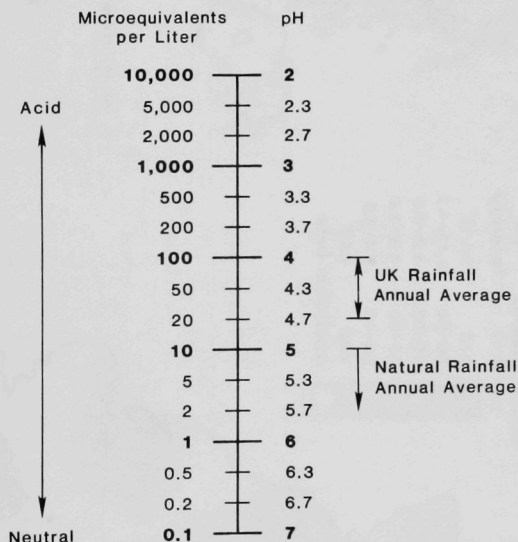 Microequivalents pH
per Liter
10,000 2
Acid 5,000 2.3
2,000 2.7
1,000 3
500 3.3
200 3.7
100 4
UK Rainfall
50 4.3
Annual Average
20 4.7
10 5
Natural Rainfall
5 5.3
Annual Average
2 5.7
1 6
0.5 6.3
0.2 6.7
Neutral 0.1 7